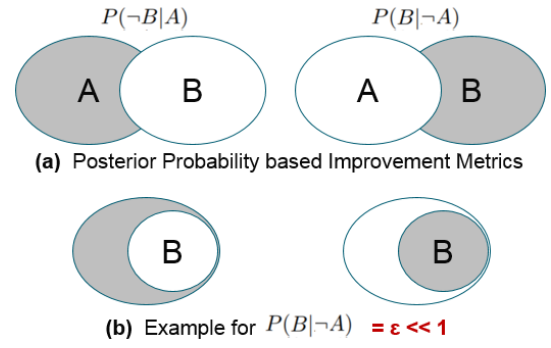 P(¬B|A) P(B|¬A)
A B A B
(a) Posterior Probability based Improvement Metrics
B B
(b) Example for P(B|¬A) = ε << 1